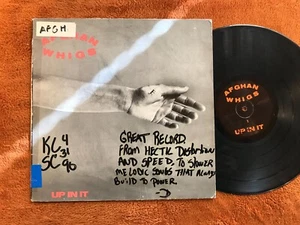 AFGH
AFGHAN
WHIGS
KC 4
31
SC 90
GREAT RECORD,
FROM HECTIC DISTORTION
AND SPEED, TO SLOWER
MELODIC SONGS THAT ALWAYS
BUILD TO POWER.
UP IN IT
AFGHAN
WHIGS
UP IN IT